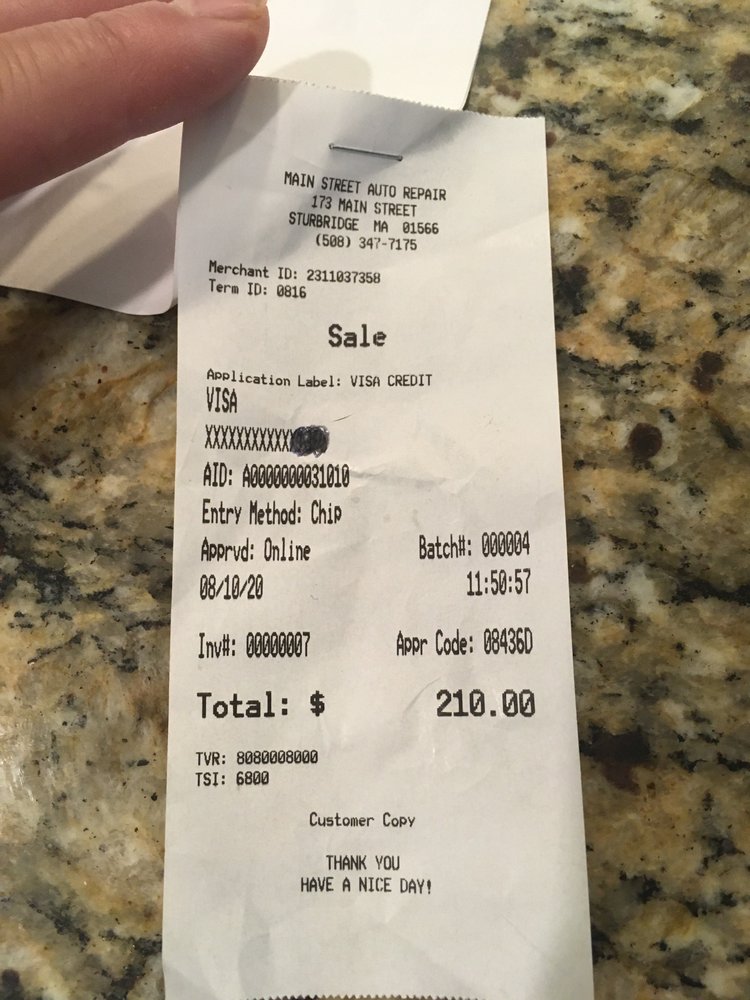 MAIN STREET AUTO REPAIR
173 MAIN STREET
STURBRIDGE MA 01566
(508) 347-7175
Merchant ID: 2311037358
Term ID: 0816
Sale
Application Label: VISA CREDIT
VISA
XXXXXXXXXXX
AID: A0000000031010
Entry Method: Chip
Apprvd: Online Batch#: 000004
08/10/20 11:50:57
Inv#: 00000007 Appr Code: 08436D
Total: $ 210.00
TVR: 8080008000
TSI: 6800
Customer Copy
THANK YOU
HAVE A NICE DAY!